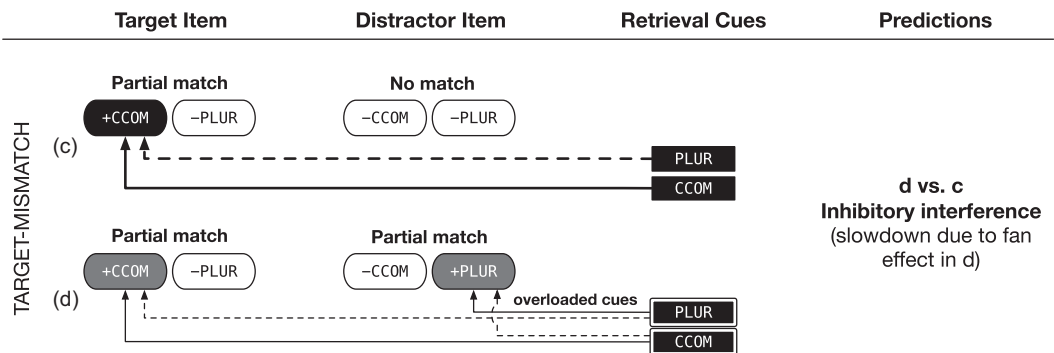 Target Item Distractor Item Retrieval Cues Predictions
TARGET-MISMATCH
Partial match No match
(c) +CCOM −PLUR −CCOM −PLUR
PLUR
CCOM
d vs. c
Inhibitory interference
(slowdown due to fan
effect in d)
Partial match Partial match
(d) +CCOM −PLUR −CCOM +PLUR
overloaded cues
PLUR
CCOM